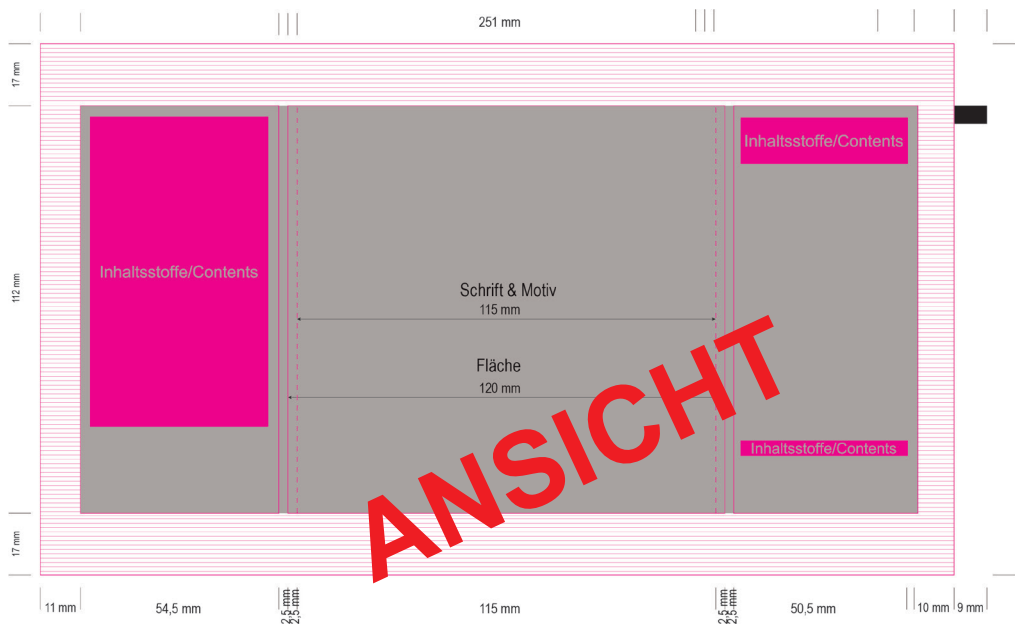 251 mm
17 mm
Inhaltsstoffe/Contents
Inhaltsstoffe/Contents
112 mm
Schrift & Motiv
115 mm
Fläche
120 mm
ANSICHT
Inhaltsstoffe/Contents
17 mm
11 mm
54,5 mm
2,5 mm
2,5 mm
115 mm
2,5 mm
2,5 mm
50,5 mm
10 mm
9 mm